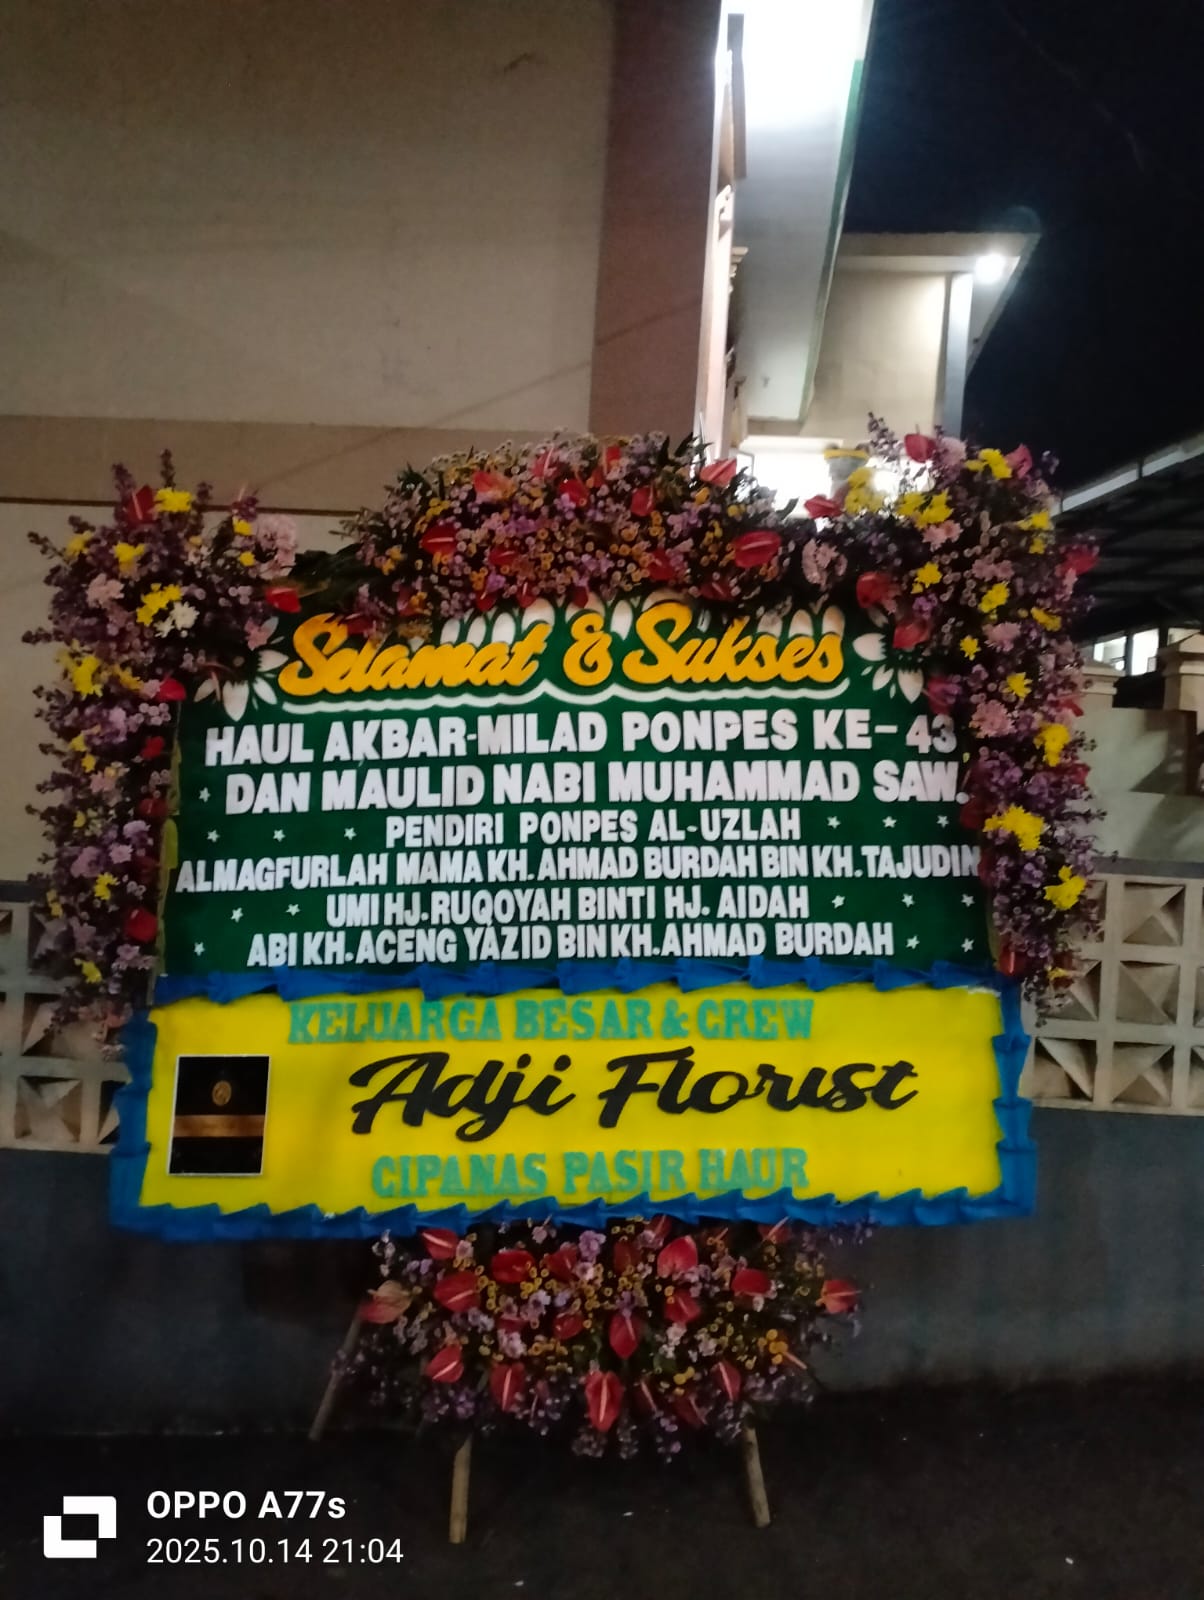 Selamat & Sukses
HAUL AKBAR-MILAD PONPES KE-43
DAN MAULID NABI MUHAMMAD SAW.
PENDIRI PONPES AL-UZLAH
ALMAGFURLAH MAMA KH. AHMAD BURDAH BIN KH. TAJUDIN
UMI HJ. RUQOYAH BINTI HJ. AIDAH
ABI KH. ACENG YAZID BIN KH. AHMAD BURDAH
KELUARGA BESAR & CREW
Adji Florist
CIPANAS PASIR HAUR
OPPO A77s
2025.10.14 21:04